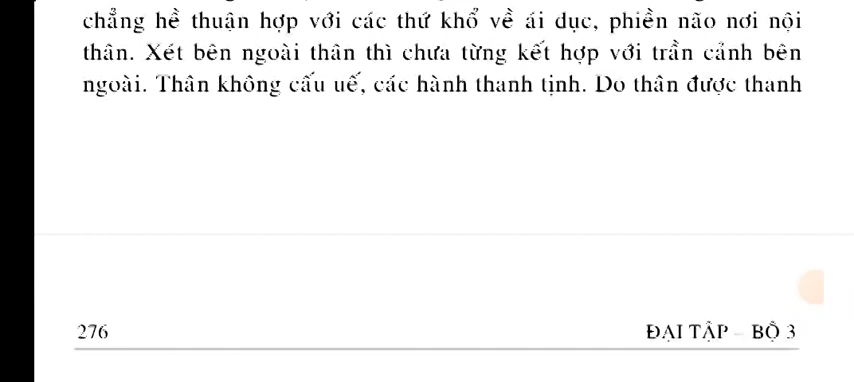 chẳng hề thuận hợp với các thứ khổ về ái dục, phiền não nơi nội
thân. Xét bên ngoài thân thì chưa từng kết hợp với trần cảnh bên
ngoài. Thân không cấu uế, các hành thanh tịnh. Do thân được thanh
276
ĐẠI TẬP – BỘ 3